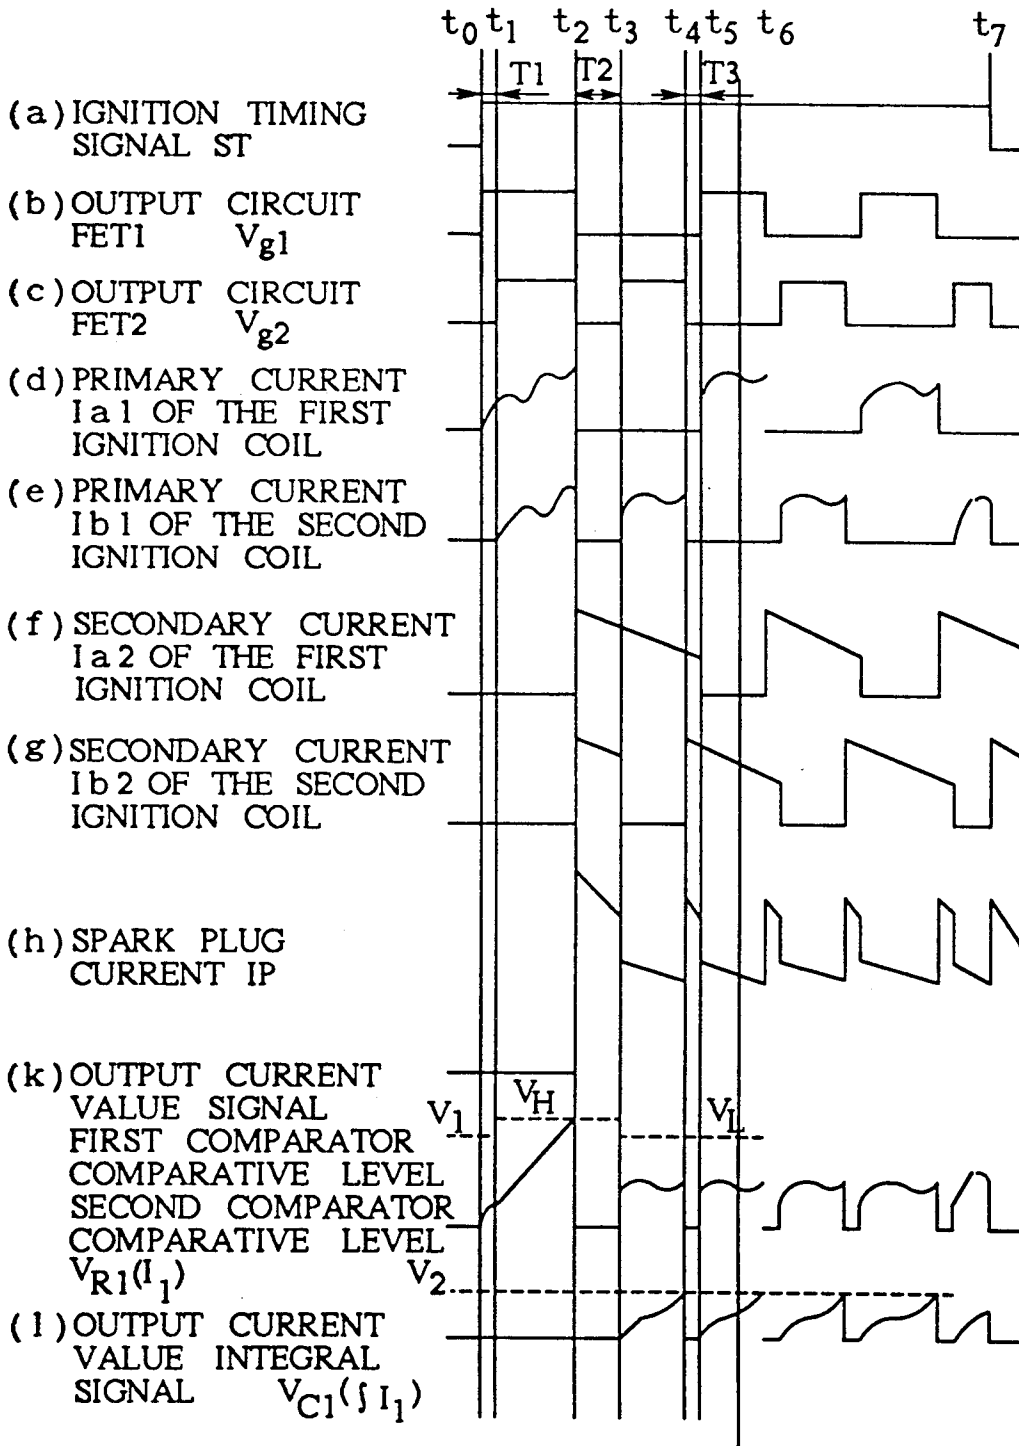 t0 t1 t2 t3 t4 t5 t6 t7
T1 T2 T3
(a) IGNITION TIMING
SIGNAL ST
(b) OUTPUT CIRCUIT
FET1 Vg1
(c) OUTPUT CIRCUIT
FET2 Vg2
(d) PRIMARY CURRENT
Ia1 OF THE FIRST
IGNITION COIL
(e) PRIMARY CURRENT
Ib1 OF THE SECOND
IGNITION COIL
(f) SECONDARY CURRENT
Ia2 OF THE FIRST
IGNITION COIL
(g) SECONDARY CURRENT
Ib2 OF THE SECOND
IGNITION COIL
(h) SPARK PLUG
CURRENT IP
(k) OUTPUT CURRENT
VALUE SIGNAL V1 VH VL
FIRST COMPARATOR
COMPARATIVE LEVEL
SECOND COMPARATOR
COMPARATIVE LEVEL
VR1(I1) V2
(l) OUTPUT CURRENT
VALUE INTEGRAL
SIGNAL VC1(∫I1)